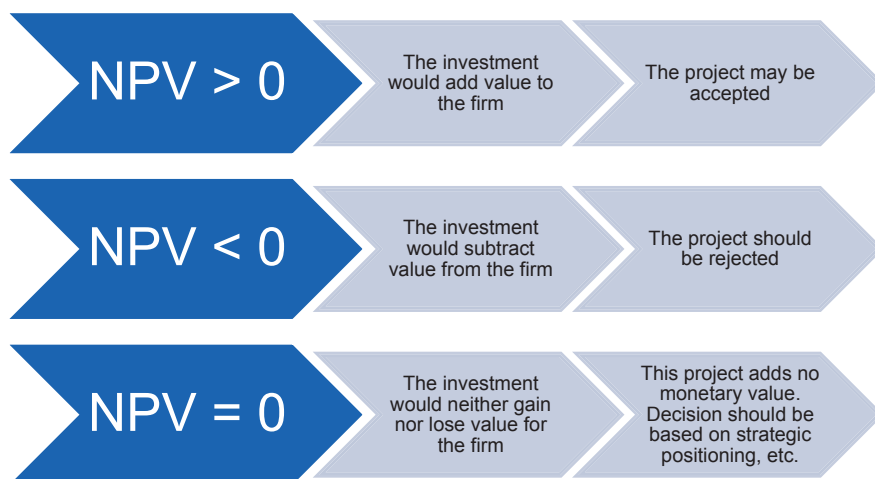 NPV > 0
The investment
would add value to
the firm
The project may be
accepted
NPV < 0
The investment
would subtract
value from the firm
The project should
be rejected
NPV = 0
The investment
would neither gain
nor lose value for
the firm
This project adds no
monetary value.
Decision should be
based on strategic
positioning, etc.